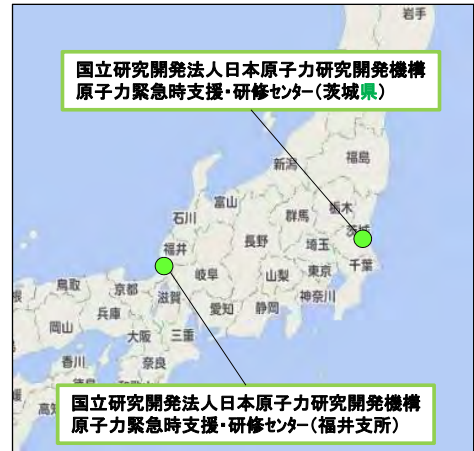 岩手
国立研究開発法人日本原子力研究開発機構
原子力緊急時支援・研修センター(茨城県)
新潟
福島
富山
石川
群馬
栃木
茨城
福井
長野
埼玉
岐阜
山梨
東京
千葉
鳥取
京都
滋賀
神奈川
兵庫
愛知
静岡
岡山
大阪
三重
香川
奈良
国立研究開発法人日本原子力研究開発機構
原子力緊急時支援・研修センター(福井支所)